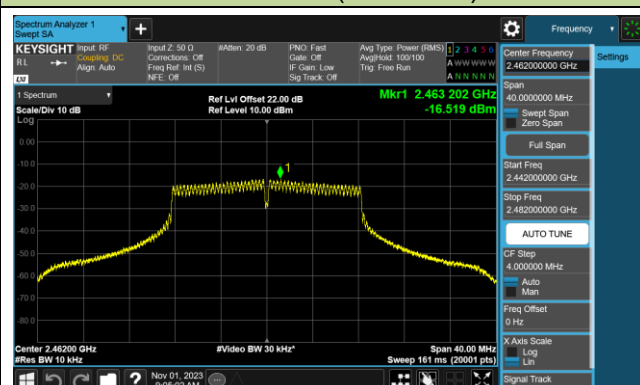 Spectrum Analyzer 1
Swept SA
Frequency
KEYSIGHT
RL
LXI
Input: RF
Coupling: DC
Align: Auto
Input Z: 50 Ω
Corrections: Off
Freq Ref: Int (S)
NFE: Off
#Atten: 20 dB
PNO: Fast
Gate: Off
IF Gain: Low
Sig Track: Off
Avg Type: Power (RMS)
Avg|Hold: 100/100
Trig: Free Run
1 2 3 4 5 6
A W W W W W
A N N N N N
1 Spectrum
Scale/Div 10 dB
Log
Ref Lvl Offset 22.00 dB
Ref Level 10.00 dBm
Mkr1 2.463 202 GHz
-16.519 dBm
1
0.00
-10.0
-20.0
-30.0
-40.0
-50.0
-60.0
-70.0
-80.0
Center 2.46200 GHz
#Res BW 10 kHz
#Video BW 30 kHz*
Span 40.00 MHz
Sweep 161 ms (20001 pts)
Center Frequency
2.462000000 GHz
Settings
Span
40.0000000 MHz
Swept Span
Zero Span
Full Span
Start Freq
2.442000000 GHz
Stop Freq
2.482000000 GHz
AUTO TUNE
CF Step
4.000000 MHz
Auto
Man
Freq Offset
0 Hz
X Axis Scale
Log
Lin
Signal Track
Nov 01, 2023